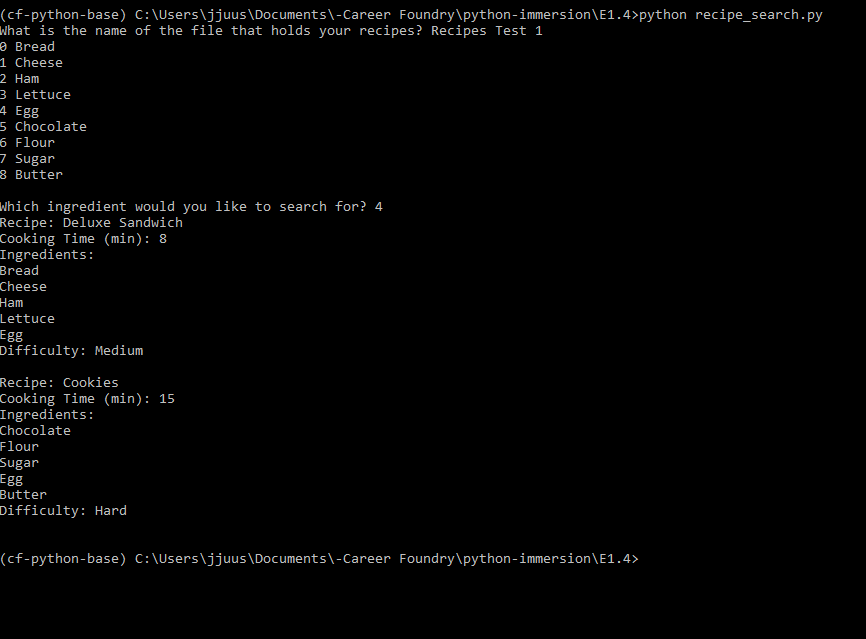 (cf-python-base) C:\Users\jjuus\Documents\-Career Foundry\python-immersion\E1.4>python recipe_search.py
What is the name of the file that holds your recipes? Recipes Test 1
0 Bread
1 Cheese
2 Ham
3 Lettuce
4 Egg
5 Chocolate
6 Flour
7 Sugar
8 Butter
Which ingredient would you like to search for? 4
Recipe: Deluxe Sandwich
Cooking Time (min): 8
Ingredients:
Bread
Cheese
Ham
Lettuce
Egg
Difficulty: Medium
Recipe: Cookies
Cooking Time (min): 15
Ingredients:
Chocolate
Flour
Sugar
Egg
Butter
Difficulty: Hard
(cf-python-base) C:\Users\jjuus\Documents\-Career Foundry\python-immersion\E1.4>